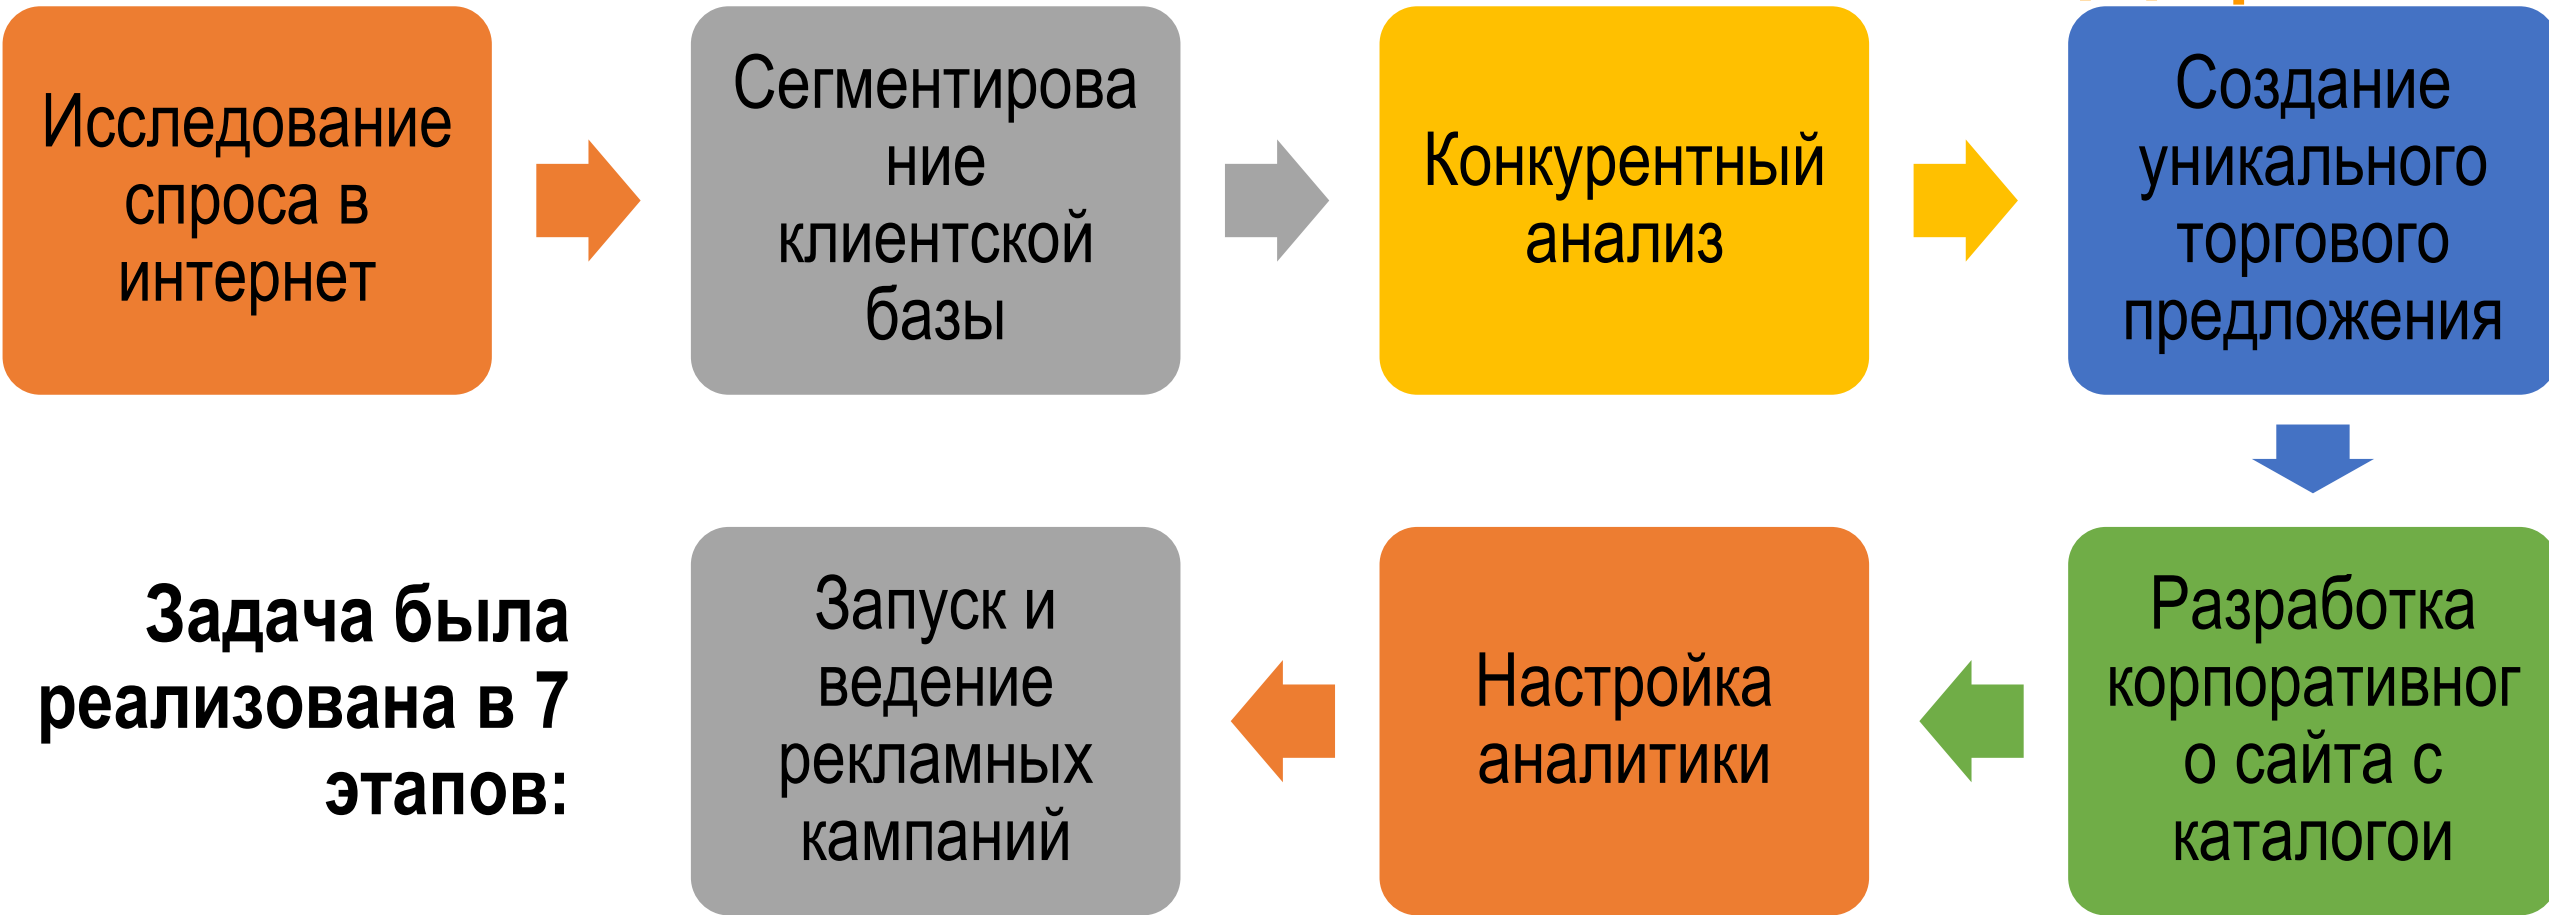 Исследование
спроса в
интернет
Сегментирова
ние
клиентской
базы
Конкурентный
анализ
Создание
уникального
торгового
предложения
Разработка
корпоративног
о сайта с
каталогои
Настройка
аналитики
Запуск и
ведение
рекламных
кампаний
Задача была
реализована в 7
этапов: